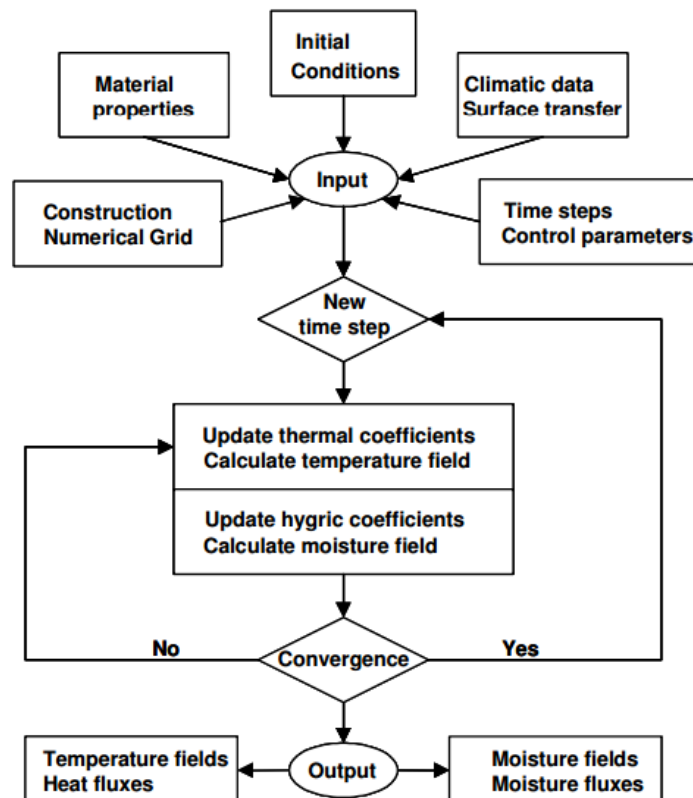 Initial
Conditions
Material
properties
Climatic data
Surface transfer
Input
Construction
Numerical Grid
Time steps
Control parameters
New
time step
Update thermal coefficients
Calculate temperature field
Update hygric coefficients
Calculate moisture field
No
Convergence
Yes
Temperature fields
Heat fluxes
Output
Moisture fields
Moisture fluxes